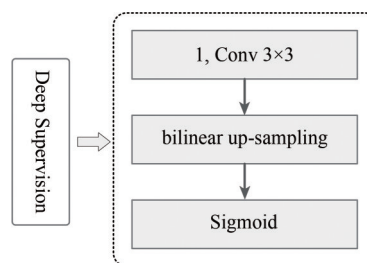 Deep Supervision
1, Conv 3×3
bilinear up-sampling
Sigmoid